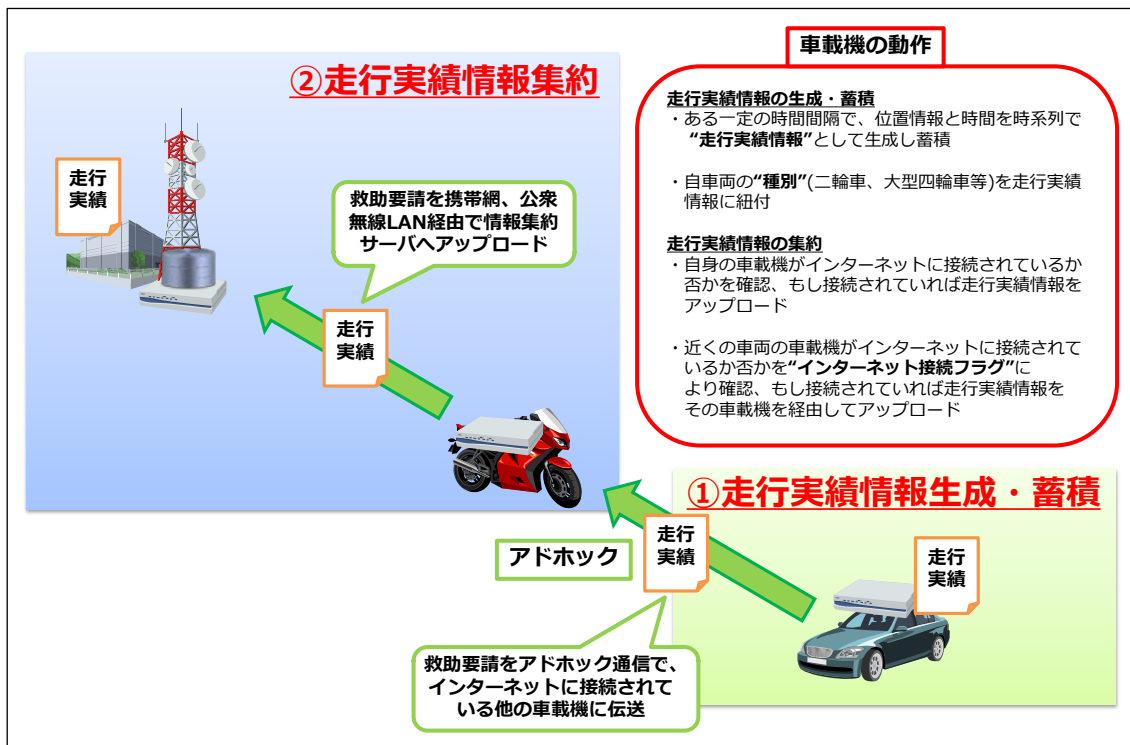 ②走行実績情報集約
走行
実績
救助要請を携帯網、公衆
無線LAN経由で情報集約
サーバへアップロード
走行
実績
車載機の動作
走行実績情報の生成・蓄積
・ある一定の時間間隔で、位置情報と時間を時系列で
“走行実績情報”として生成し蓄積
・自車両の“種別”(二輪車、大型四輪車等)を走行実績
情報に紐付
走行実績情報の集約
・自身の車載機がインターネットに接続されているか
否かを確認、もし接続されていれば走行実績情報を
アップロード
・近くの車両の車載機がインターネットに接続されて
いるか否かを“インターネット接続フラグ”に
より確認、もし接続されていれば走行実績情報を
その車載機を経由してアップロード
①走行実績情報生成・蓄積
アドホック
走行
実績
走行
実績
救助要請をアドホック通信で、
インターネットに接続されて
いる他の車載機に伝送